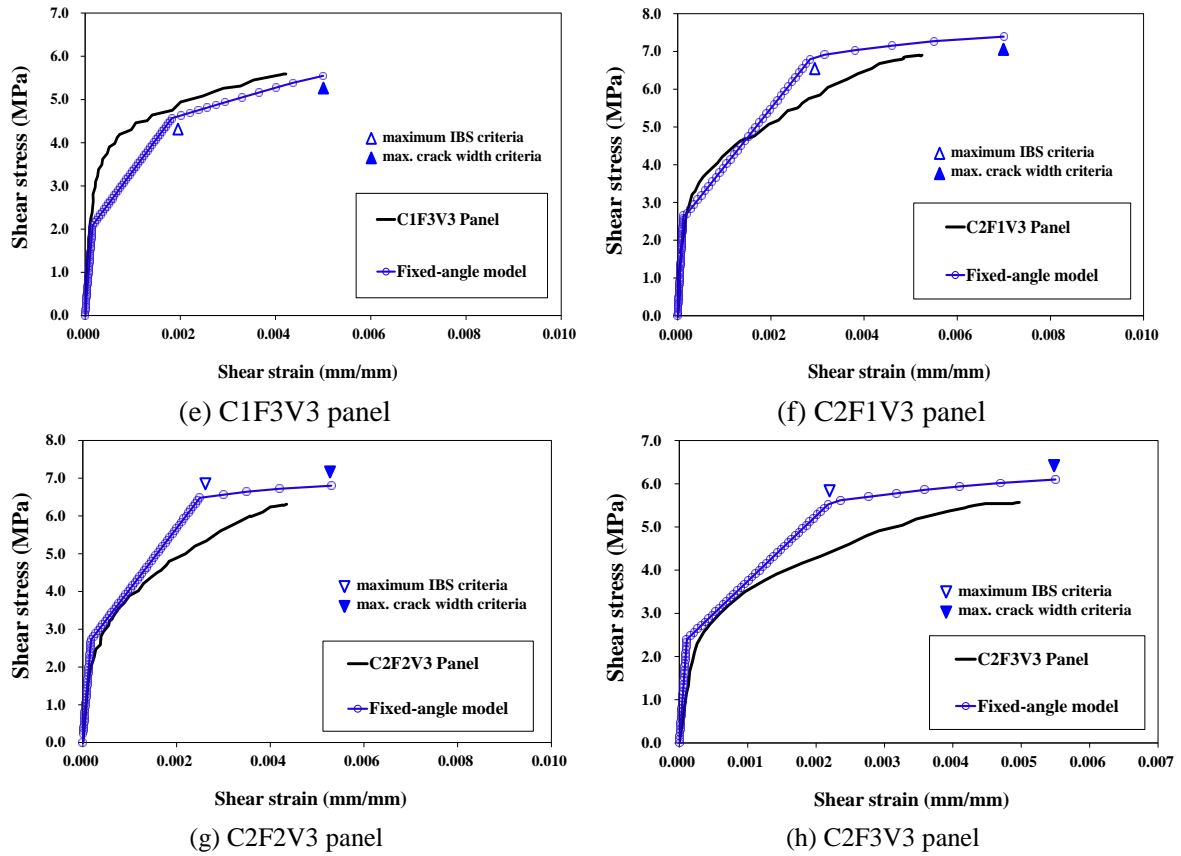 7.0
6.0
5.0
4.0
3.0
2.0
1.0
0.0
Shear stress (MPa)
maximum IBS criteria
max. crack width criteria
C1F3V3 Panel
Fixed-angle model
0.000 0.002 0.004 0.006 0.008 0.010
Shear strain (mm/mm)
(e) C1F3V3 panel
8.0
7.0
6.0
5.0
4.0
3.0
2.0
1.0
0.0
Shear stress (MPa)
maximum IBS criteria
max. crack width criteria
C2F1V3 Panel
Fixed-angle model
0.000 0.002 0.004 0.006 0.008 0.010
Shear strain (mm/mm)
(f) C2F1V3 panel
8.0
7.0
6.0
5.0
4.0
3.0
2.0
1.0
0.0
Shear stress (MPa)
maximum IBS criteria
max. crack width criteria
C2F2V3 Panel
Fixed-angle model
0.000 0.002 0.004 0.006 0.008 0.010
Shear strain (mm/mm)
(g) C2F2V3 panel
7.0
6.0
5.0
4.0
3.0
2.0
1.0
0.0
Shear stress (MPa)
maximum IBS criteria
max. crack width criteria
C2F3V3 Panel
Fixed-angle model
0.000 0.001 0.002 0.003 0.004 0.005 0.006 0.007
Shear strain (mm/mm)
(h) C2F3V3 panel